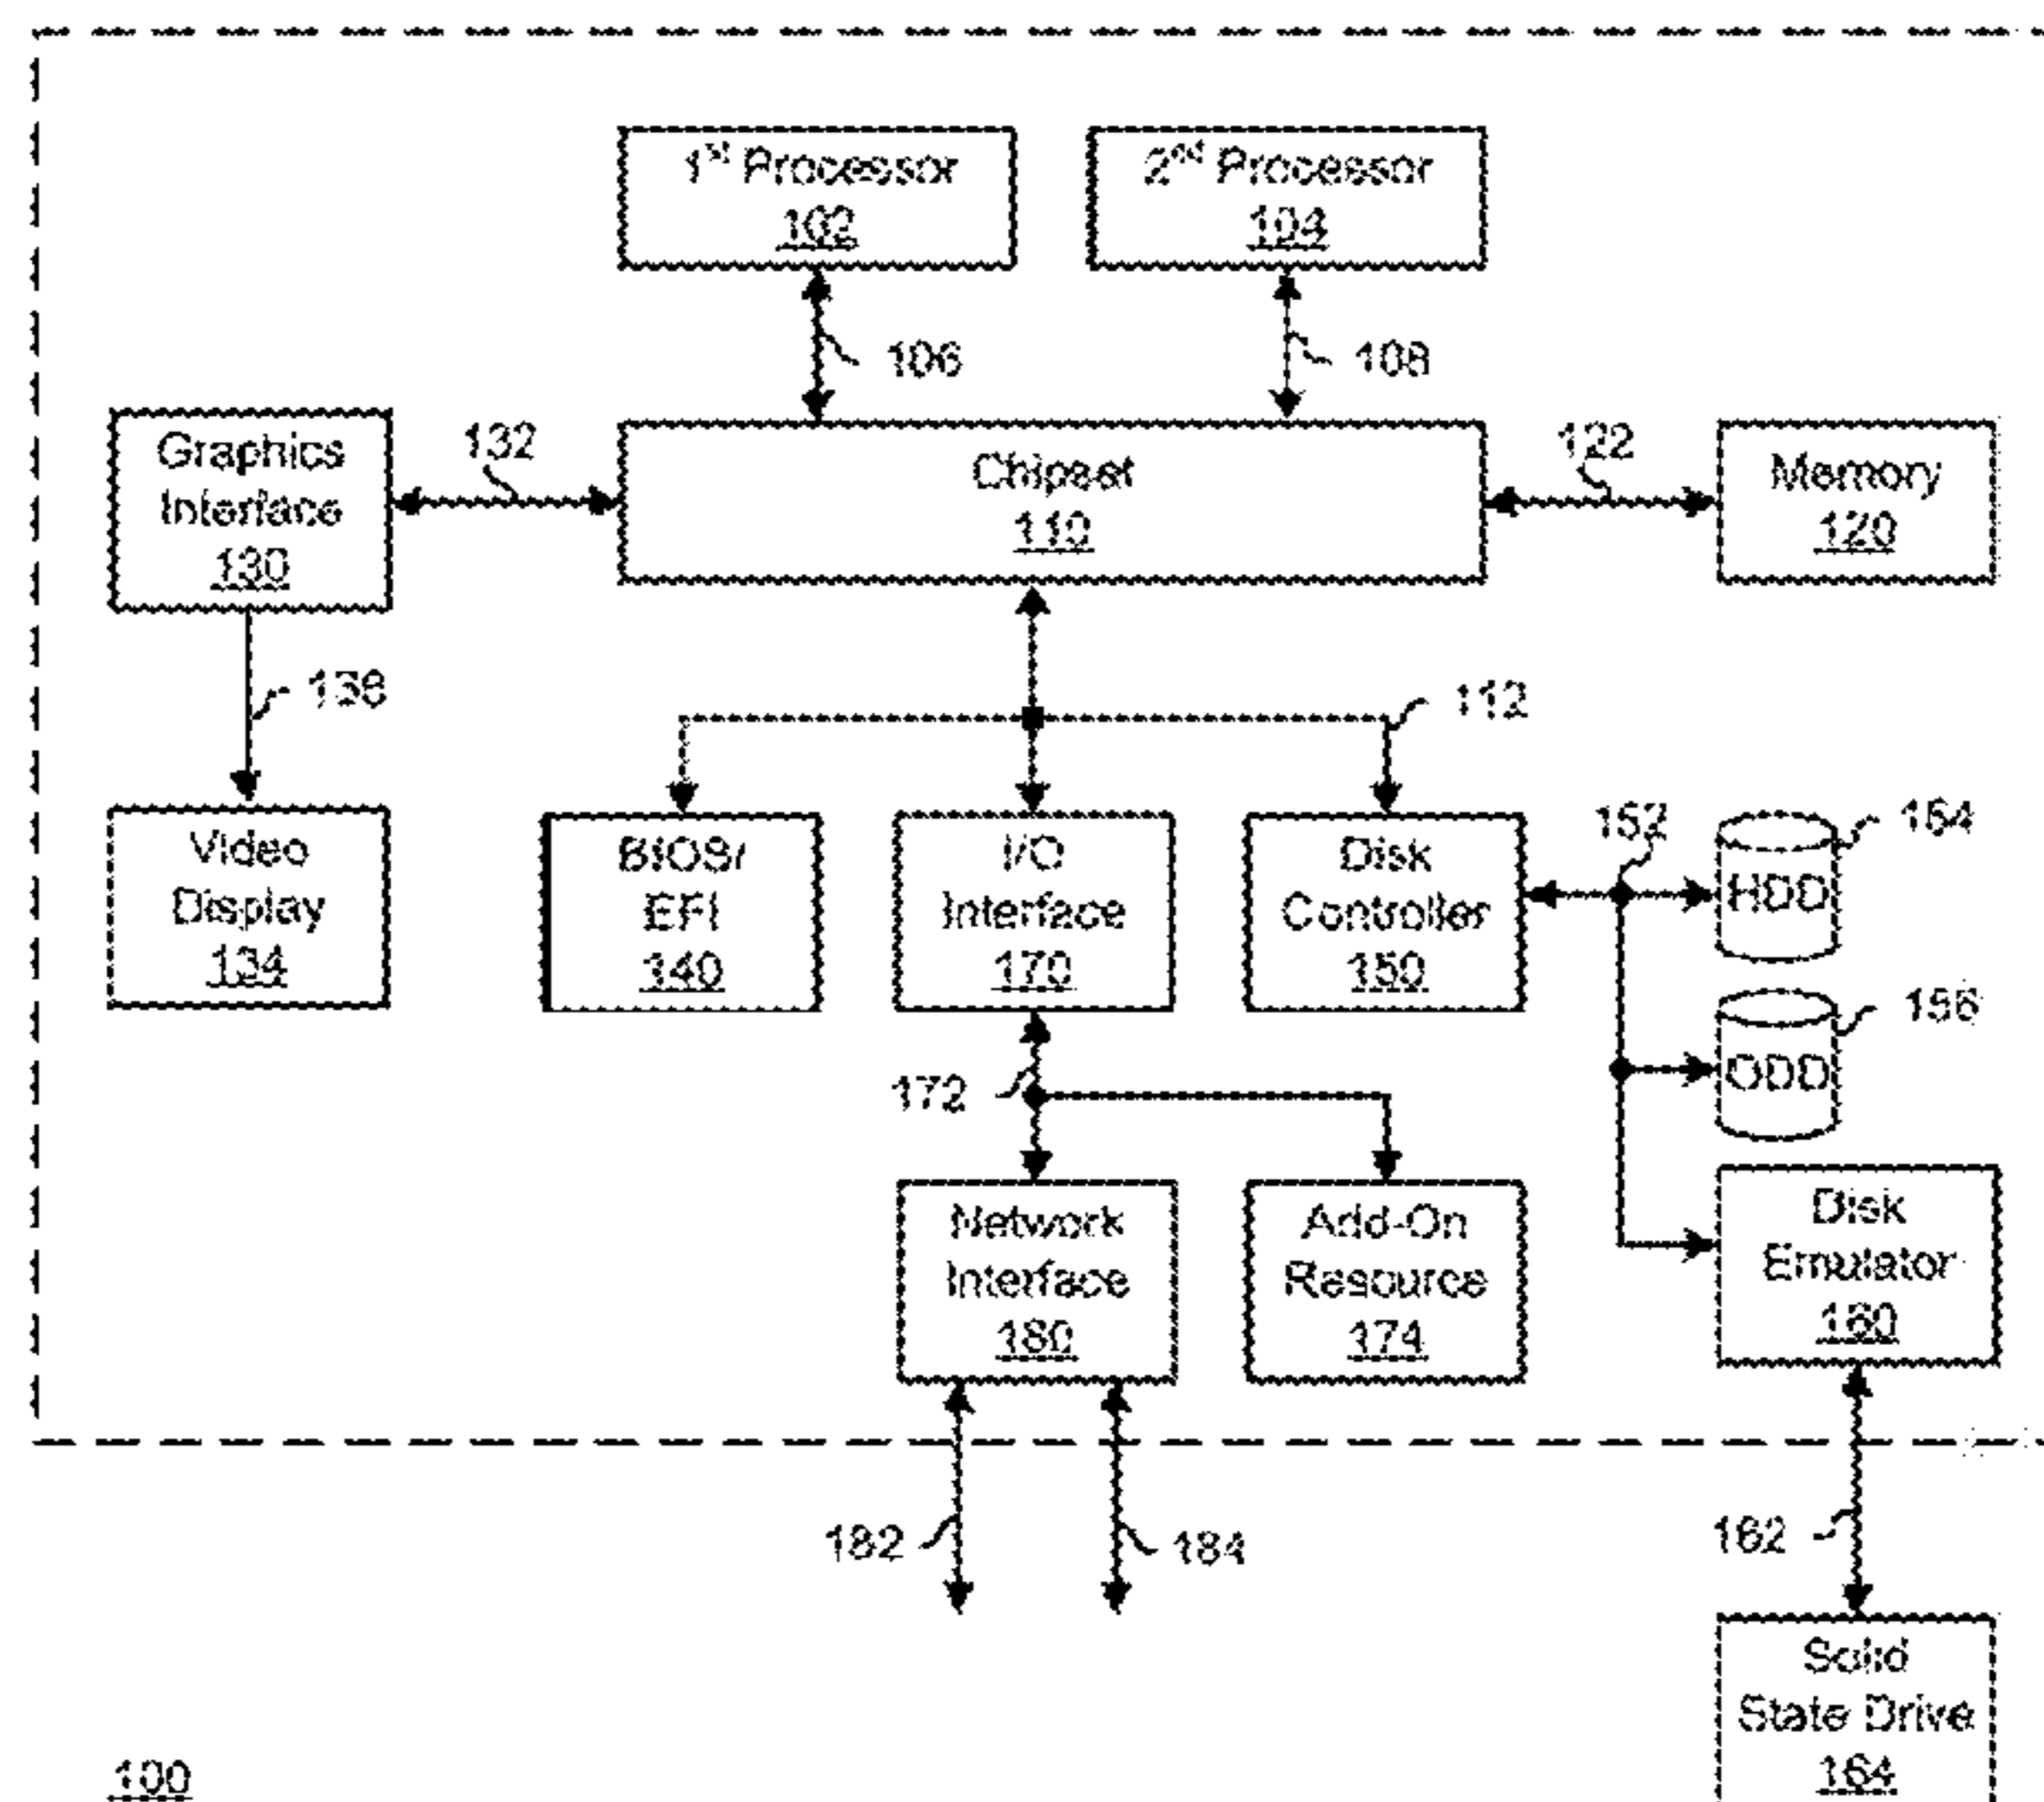 1st Processor
102
2nd Processor
104
106
108
Graphics
Interface
130
132
Chipset
110
122
Memory
120
136
112
Video
Display
134
BIOS/
EFI
140
I/O
Interface
170
Disk
Controller
150
152
154
HDD
156
ODD
172
Network
Interface
180
Add-On
Resource
174
Disk
Emulator
160
182
184
162
Solid
State Drive
164
100